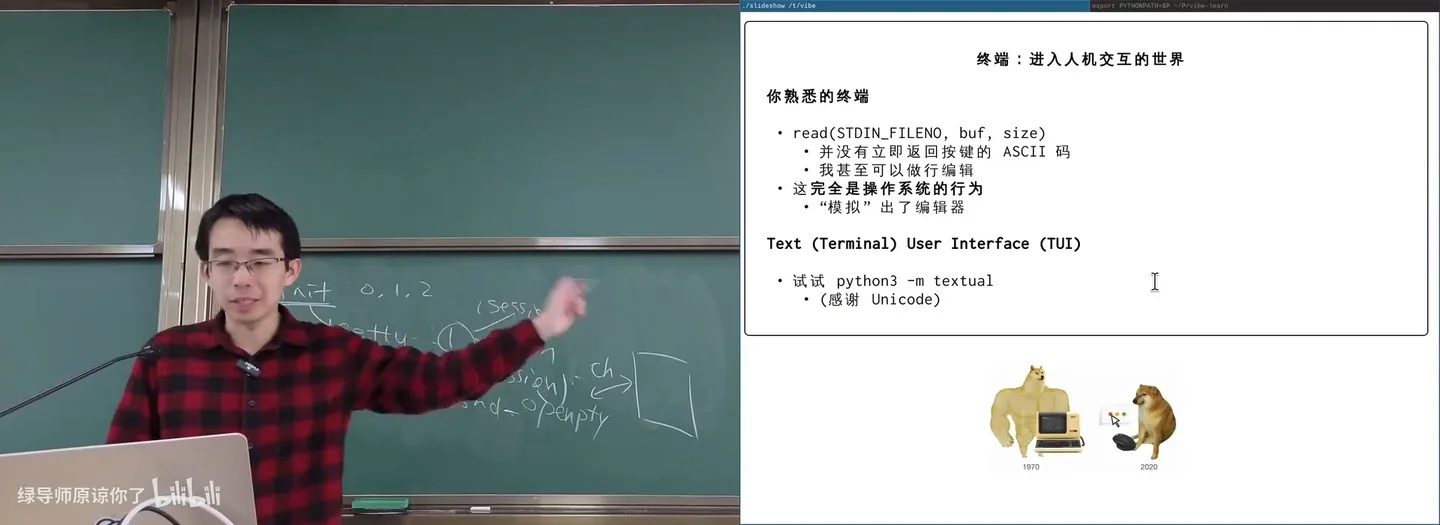 ./slideshow /t/vibe
export PYTHONPATH=$P ~/P/vibe-learn
终端：进入人机交互的世界
你熟悉的终端
• read(STDIN_FILENO, buf, size)
• 并没有立即返回按键的 ASCII 码
• 我甚至可以做行编辑
• 这完全是操作系统的行为
• “模拟”出了编辑器
Text (Terminal) User Interface (TUI)
• 试试 python3 -m textual
• (感谢 Unicode)
1970
2020
init 0,1,2
getty
ch
openpty
绿导师原谅你了 bilibili